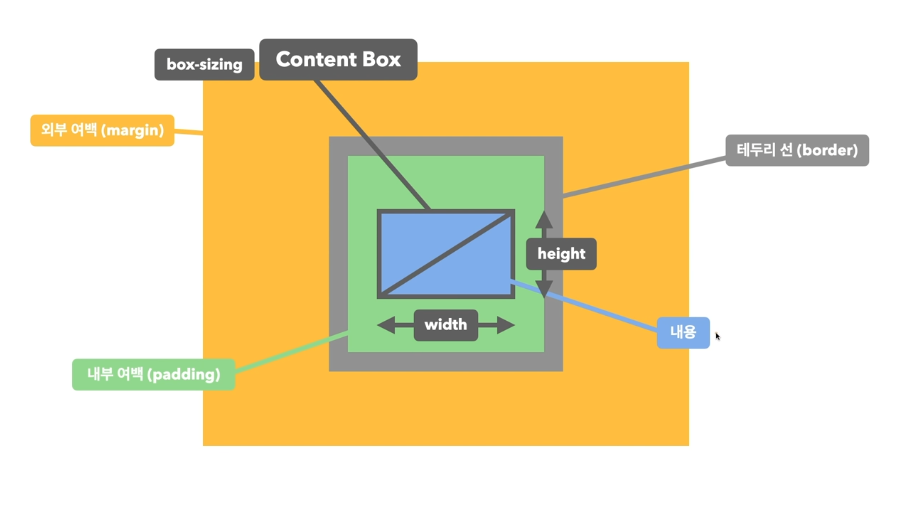 box-sizing
Content Box
외부 여백 (margin)
테두리 선 (border)
height
width
내용
내부 여백 (padding)